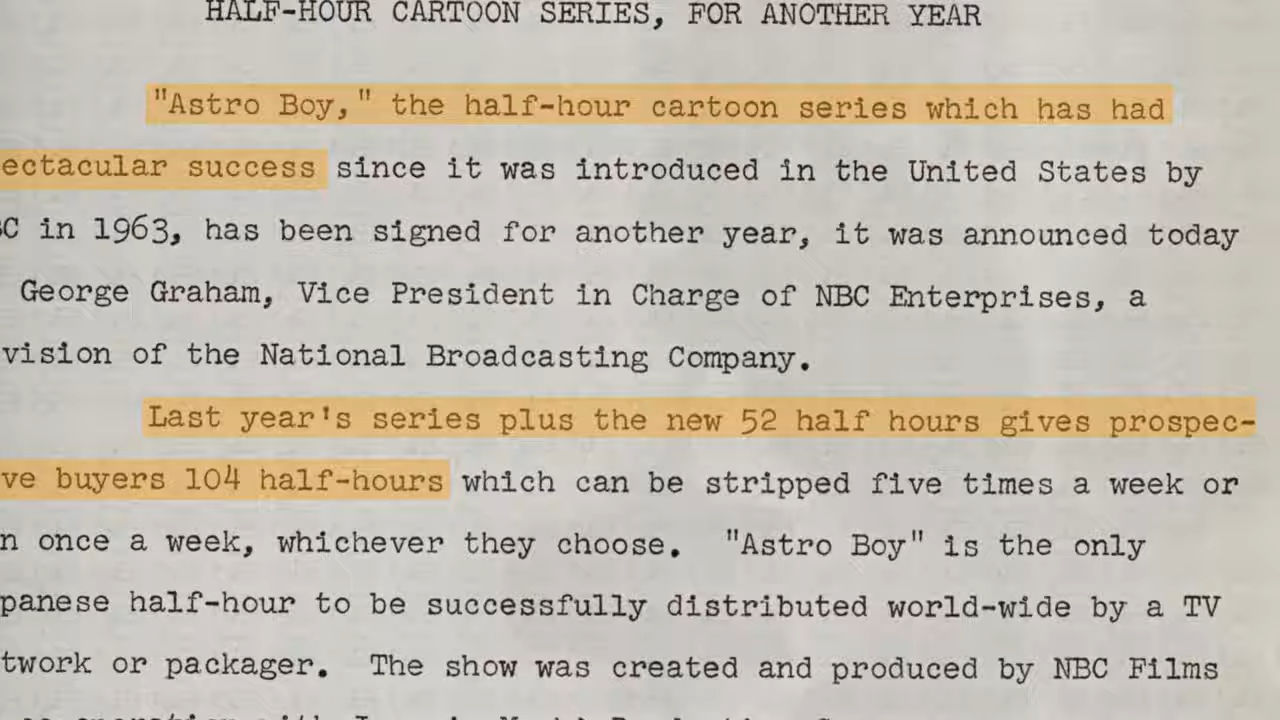 HALF-HOUR CARTOON SERIES, FOR ANOTHER YEAR
"Astro Boy," the half-hour cartoon series which has had
ectacular success since it was introduced in the United States by
C in 1963, has been signed for another year, it was announced today
George Graham, Vice President in Charge of NBC Enterprises, a
vision of the National Broadcasting Company.
Last year's series plus the new 52 half hours gives prospec-
ve buyers 104 half-hours which can be stripped five times a week or
n once a week, whichever they choose. "Astro Boy" is the only
panese half-hour to be successfully distributed world-wide by a TV
twork or packager. The show was created and produced by NBC Films